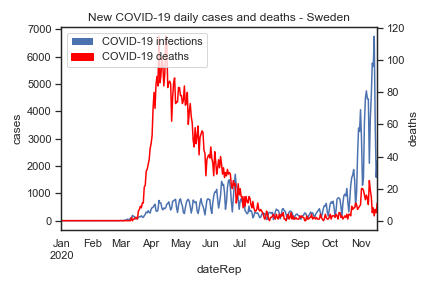 New COVID-19 daily cases and deaths - Sweden
COVID-19 infections
COVID-19 deaths
7000
6000
5000
4000
3000
2000
1000
0
cases
120
100
80
60
40
20
0
deaths
Jan Feb Mar Apr May Jun Jul Aug Sep Oct Nov
2020
dateRep